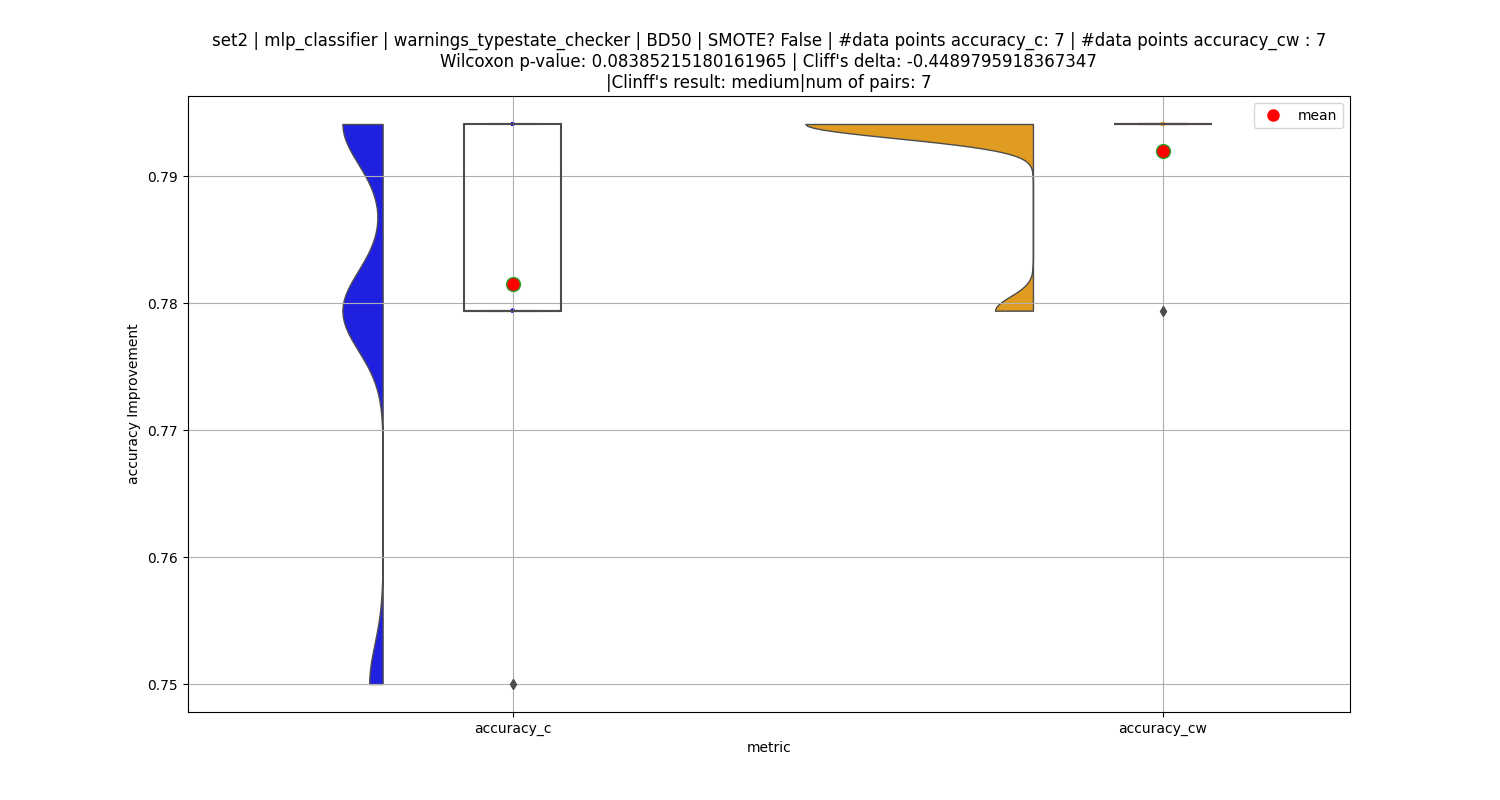 set2 | mlp_classifier | warnings_typestate_checker | BD50 | SMOTE? False | #data points accuracy_c: 7 | #data points accuracy_cw : 7
Wilcoxon p-value: 0.08385215180161965 | Cliff's delta: -0.4489795918367347
|Clinff's result: medium|num of pairs: 7
mean
0.79
0.78
0.77
0.76
0.75
accuracy Improvement
accuracy_c
accuracy_cw
metric